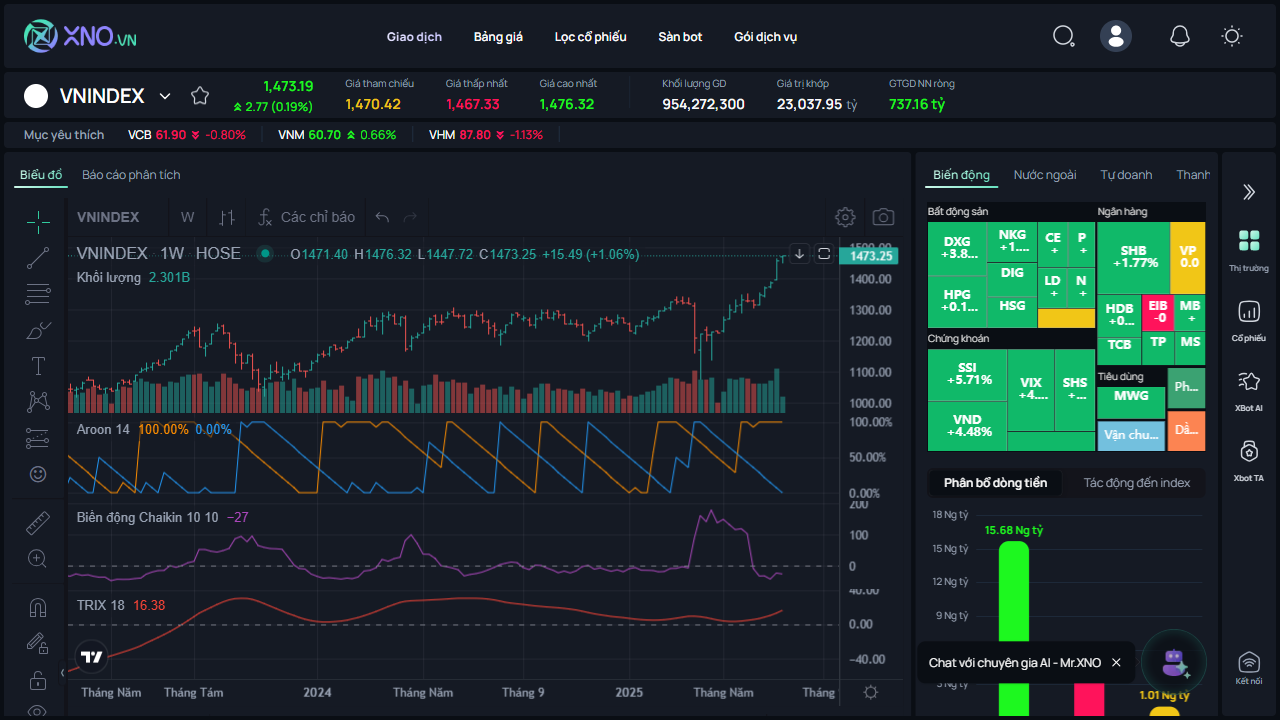 XNO.VN
Giao dịch Bảng giá Lọc cổ phiếu Sàn bot Gói dịch vụ
VNINDEX
1,473.19
2.77 (0.19%)
Giá tham chiếu
1,470.42
Giá thấp nhất
1,467.33
Giá cao nhất
1,476.32
Khối lượng GD
954,272,300
Giá trị khớp
23,037.95 tỷ
GTGD NN ròng
737.16 tỷ
Mục yêu thích VCB 61.90 -0.80% VNM 60.70 0.66% VHM 87.80 -1.13%
Biểu đồ Báo cáo phân tích
VNINDEX W Các chỉ báo
VNINDEX 1W HOSE O1471.40 H1476.32 L1447.72 C1473.25 +15.49 (+1.06%)
Khối lượng 2.301B
1500.00
1473.25
1400.00
1300.00
1200.00
1100.00
1000.00
Aroon 14 100.00% 0.00%
100.00%
50.00%
0.00%
Biến động Chaikin 10 10 −27
200
100
0
TRIX 18 16.38
40.00
0.00
−40.00
Tháng Năm Tháng Tám 2024 Tháng Năm Tháng 9 2025 Tháng Năm Tháng
Biến động Nước ngoài Tự doanh Thanh
Bất động sản
DXG
+3.8...
HPG
+0.1...
NKG
+1....
DIG
HSG
CE
+
P
+
LD
+
N
+
Ngân hàng
SHB
+1.77%
VP
0.0
HDB
+0...
EIB
-0
MB
+
TCB
TP
MS
Chứng khoán
SSI
+5.71%
VND
+4.48%
VIX
+4....
SHS
+...
Tiêu dùng
MWG
Ph...
Vận chu...
Dầ...
Phân bổ dòng tiền Tác động đến index
18 Ng tỷ
15.68 Ng tỷ
15 Ng tỷ
12 Ng tỷ
9 Ng tỷ
3 Ng tỷ
1.01 Ng tỷ
Chat với chuyên gia AI - Mr.XNO
Thị trường
Cổ phiếu
XBot AI
Xbot TA
Kết nối